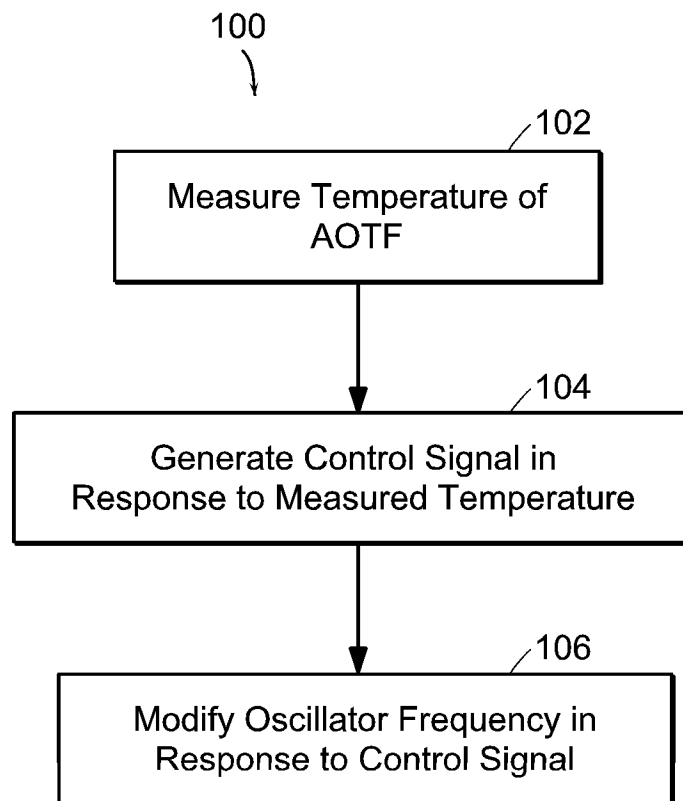 100
102
Measure Temperature of
AOTF
104
Generate Control Signal in
Response to Measured Temperature
106
Modify Oscillator Frequency in
Response to Control Signal